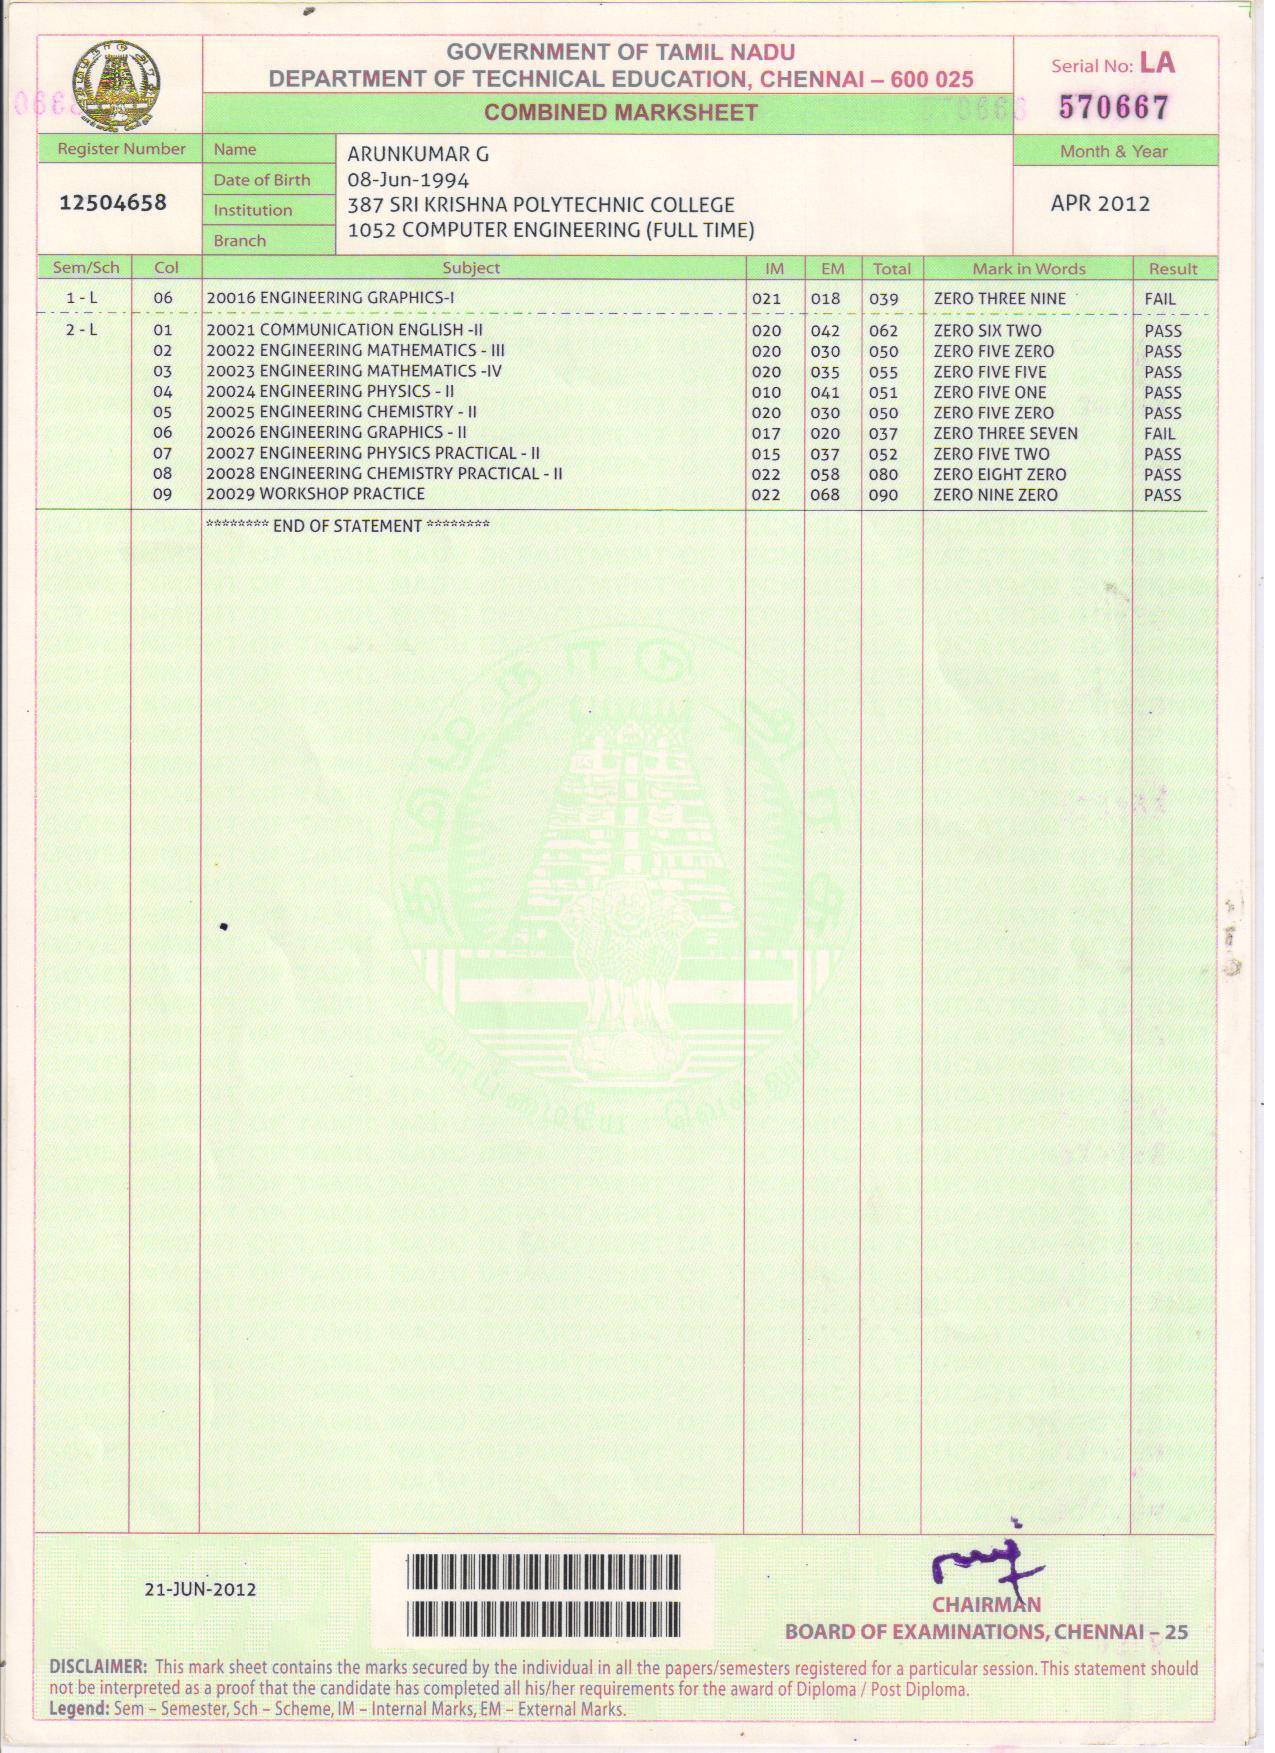 GOVERNMENT OF TAMIL NADU
DEPARTMENT OF TECHNICAL EDUCATION, CHENNAI – 600 025
COMBINED MARKSHEET
Serial No: LA
570667
Register Number
12504658
Name ARUNKUMAR G
Date of Birth 08-Jun-1994
Institution 387 SRI KRISHNA POLYTECHNIC COLLEGE
Branch 1052 COMPUTER ENGINEERING (FULL TIME)
Month & Year
APR 2012
Sem/Sch Col Subject IM EM Total Mark in Words Result
1 - L 06 20016 ENGINEERING GRAPHICS-I 021 018 039 ZERO THREE NINE FAIL
2 - L 01 20021 COMMUNICATION ENGLISH -II 020 042 062 ZERO SIX TWO PASS
02 20022 ENGINEERING MATHEMATICS - III 020 030 050 ZERO FIVE ZERO PASS
03 20023 ENGINEERING MATHEMATICS -IV 020 035 055 ZERO FIVE FIVE PASS
04 20024 ENGINEERING PHYSICS - II 010 041 051 ZERO FIVE ONE PASS
05 20025 ENGINEERING CHEMISTRY - II 020 030 050 ZERO FIVE ZERO PASS
06 20026 ENGINEERING GRAPHICS - II 017 020 037 ZERO THREE SEVEN FAIL
07 20027 ENGINEERING PHYSICS PRACTICAL - II 015 037 052 ZERO FIVE TWO PASS
08 20028 ENGINEERING CHEMISTRY PRACTICAL - II 022 058 080 ZERO EIGHT ZERO PASS
09 20029 WORKSHOP PRACTICE 022 068 090 ZERO NINE ZERO PASS
******** END OF STATEMENT ********
21-JUN-2012
CHAIRMAN
BOARD OF EXAMINATIONS, CHENNAI – 25
DISCLAIMER: This mark sheet contains the marks secured by the individual in all the papers/semesters registered for a particular session. This statement should
not be interpreted as a proof that the candidate has completed all his/her requirements for the award of Diploma / Post Diploma.
Legend: Sem – Semester, Sch – Scheme, IM – Internal Marks, EM – External Marks.